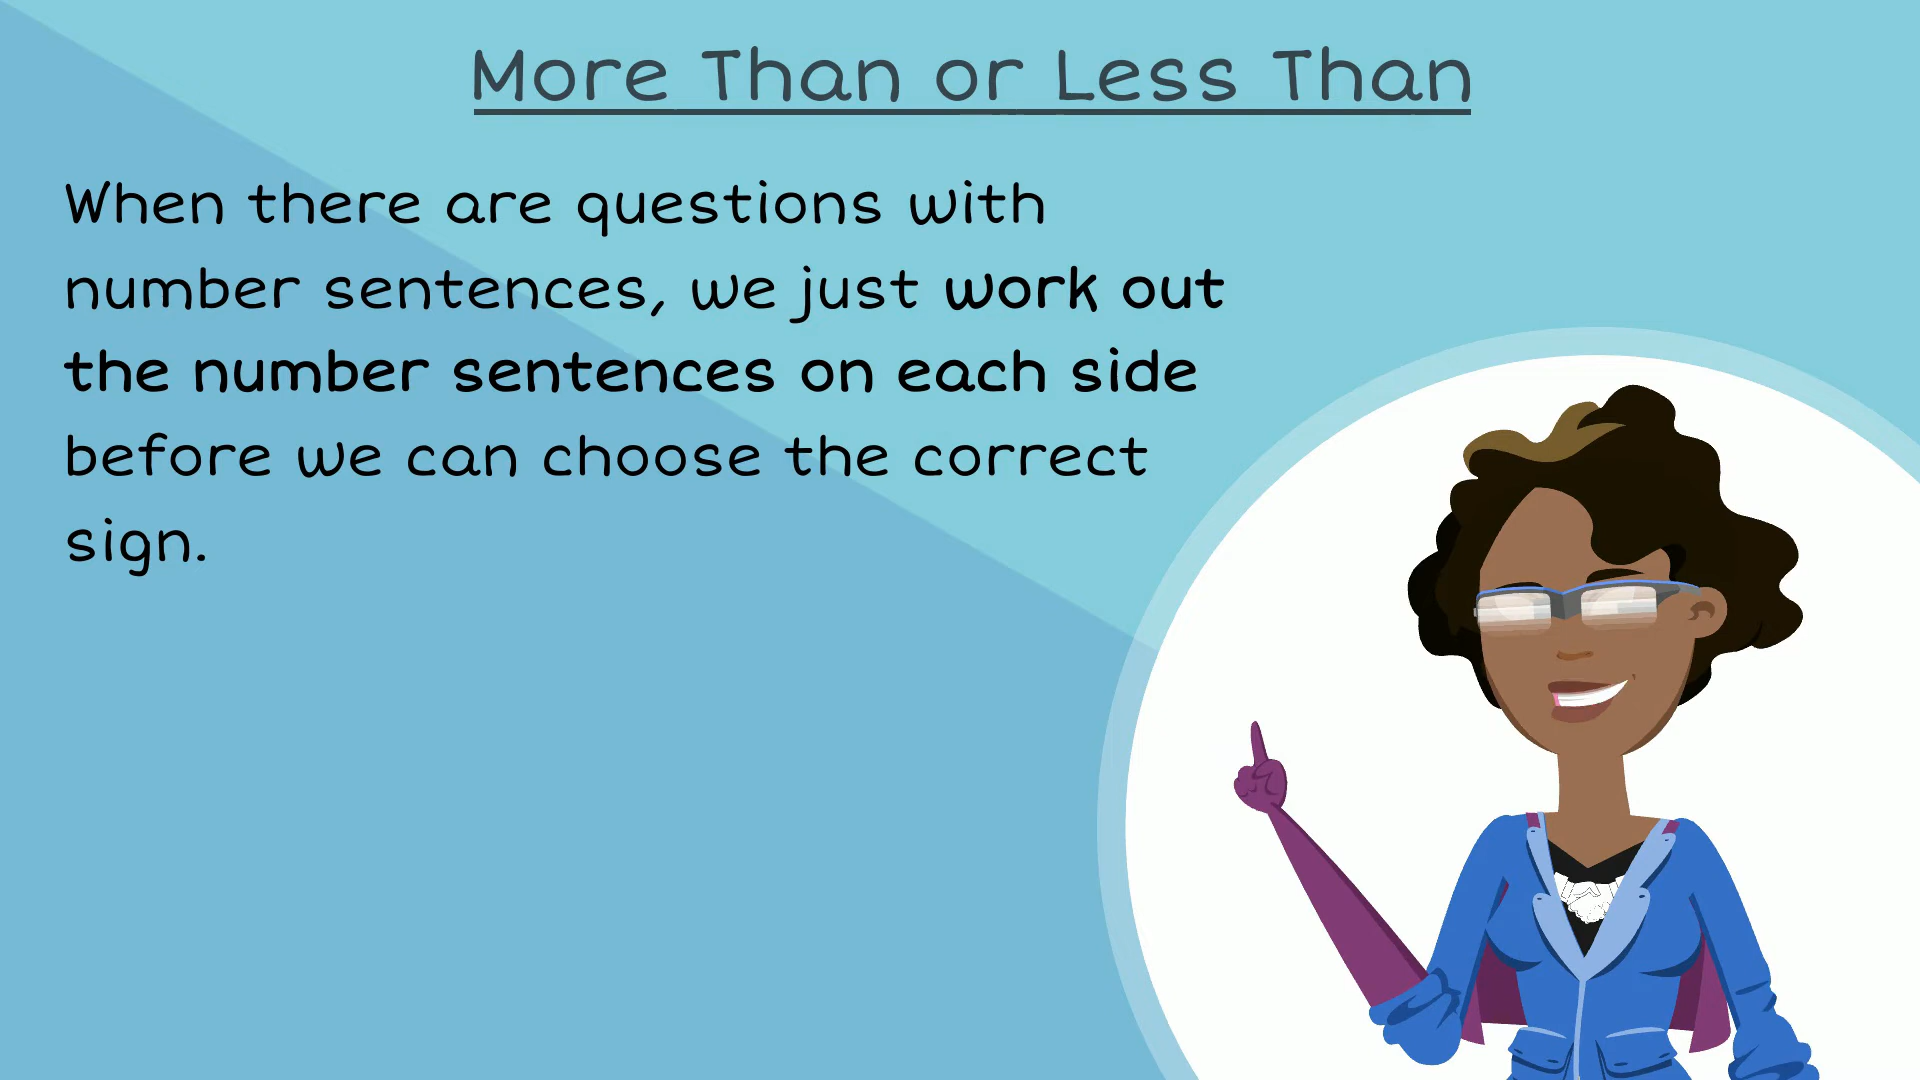 More Than or Less Than
When there are questions with
number sentences, we just work out
the number sentences on each side
before we can choose the correct
sign.